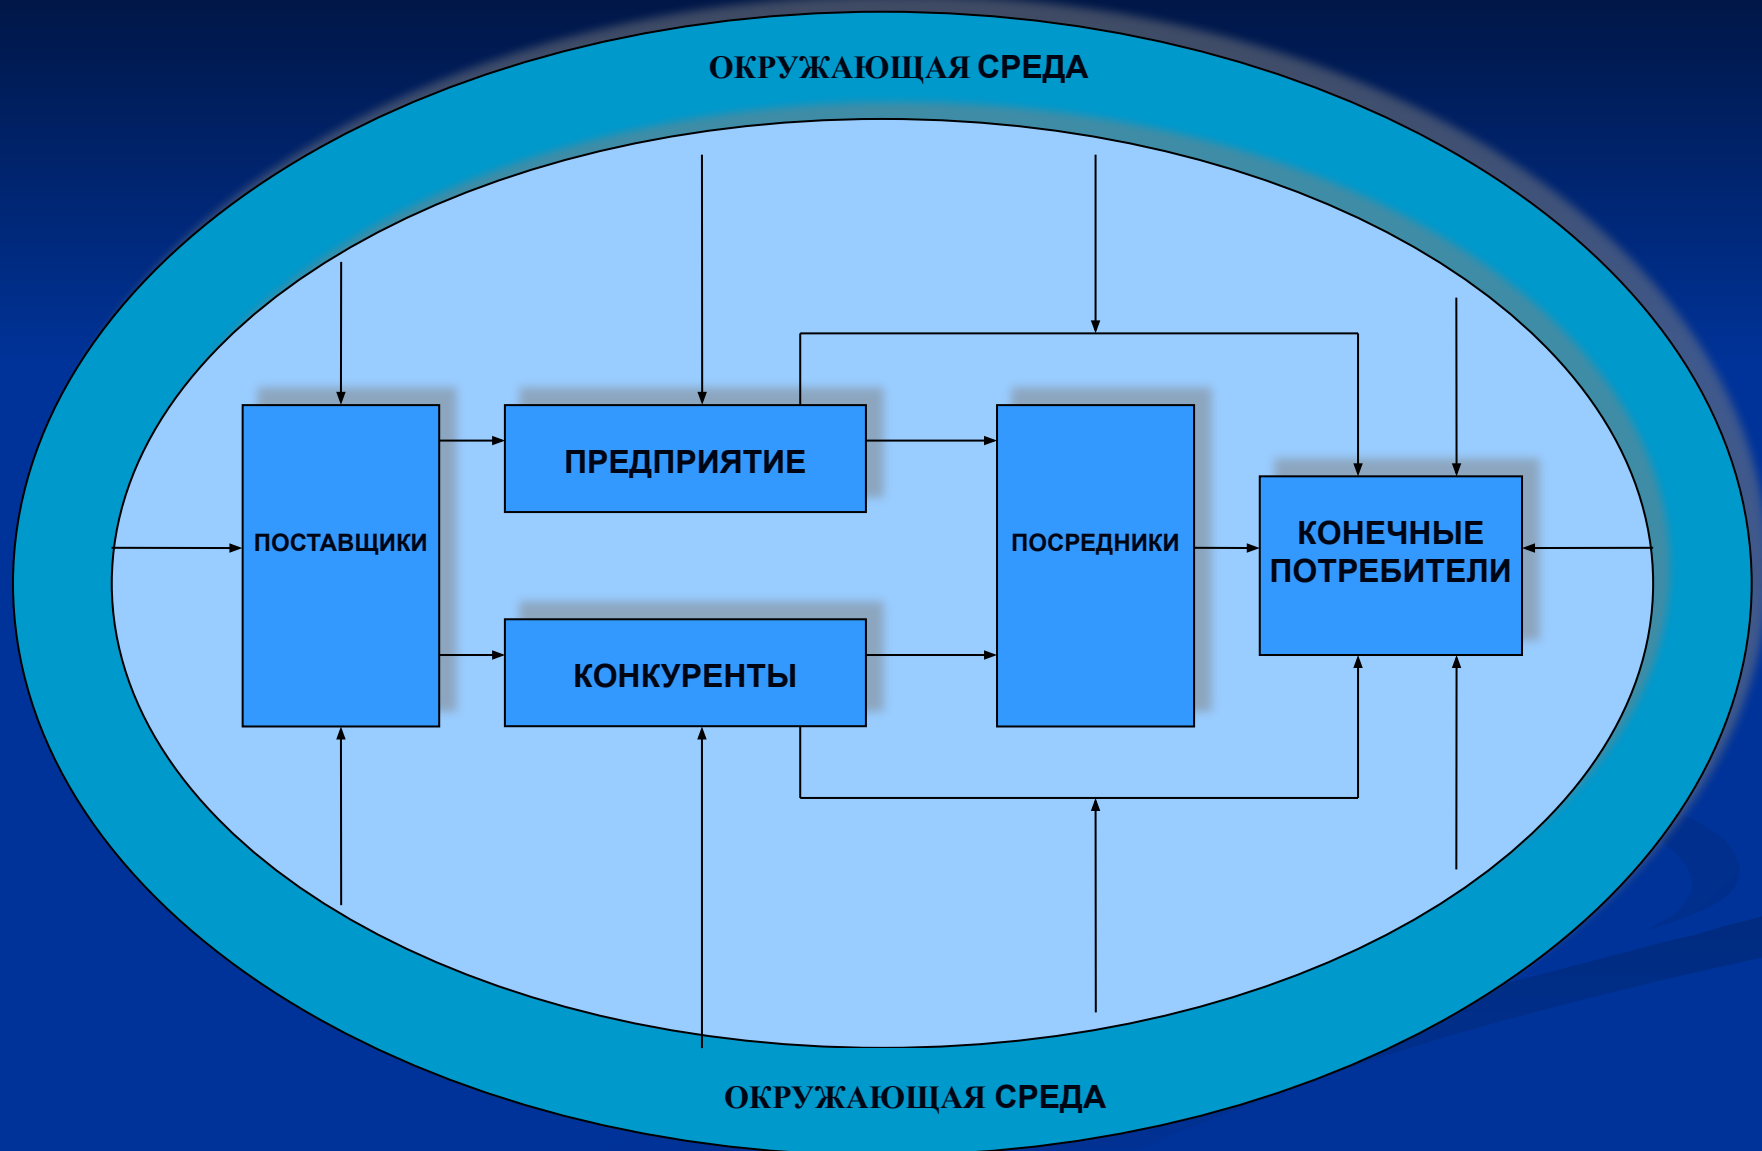 ОКРУЖАЮЩАЯ СРЕДА
ПРЕДПРИЯТИЕ
ПОСТАВЩИКИ
ПОСРЕДНИКИ
КОНЕЧНЫЕ
ПОТРЕБИТЕЛИ
КОНКУРЕНТЫ
ОКРУЖАЮЩАЯ СРЕДА